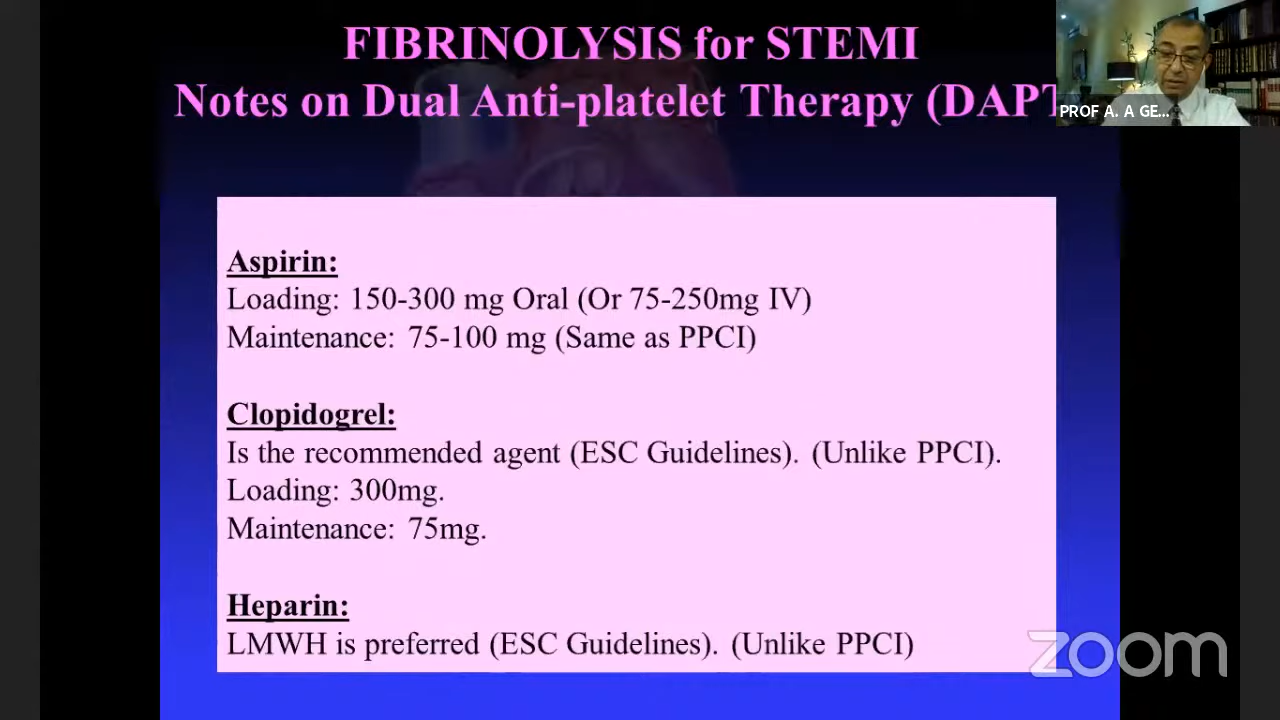 FIBRINOLYSIS for STEMI
Notes on Dual Anti-platelet Therapy (DAPT
PROF A. A GE...
Aspirin:
Loading: 150-300 mg Oral (Or 75-250mg IV)
Maintenance: 75-100 mg (Same as PPCI)
Clopidogrel:
Is the recommended agent (ESC Guidelines). (Unlike PPCI).
Loading: 300mg.
Maintenance: 75mg.
Heparin:
LMWH is preferred (ESC Guidelines). (Unlike PPCI)
zoom